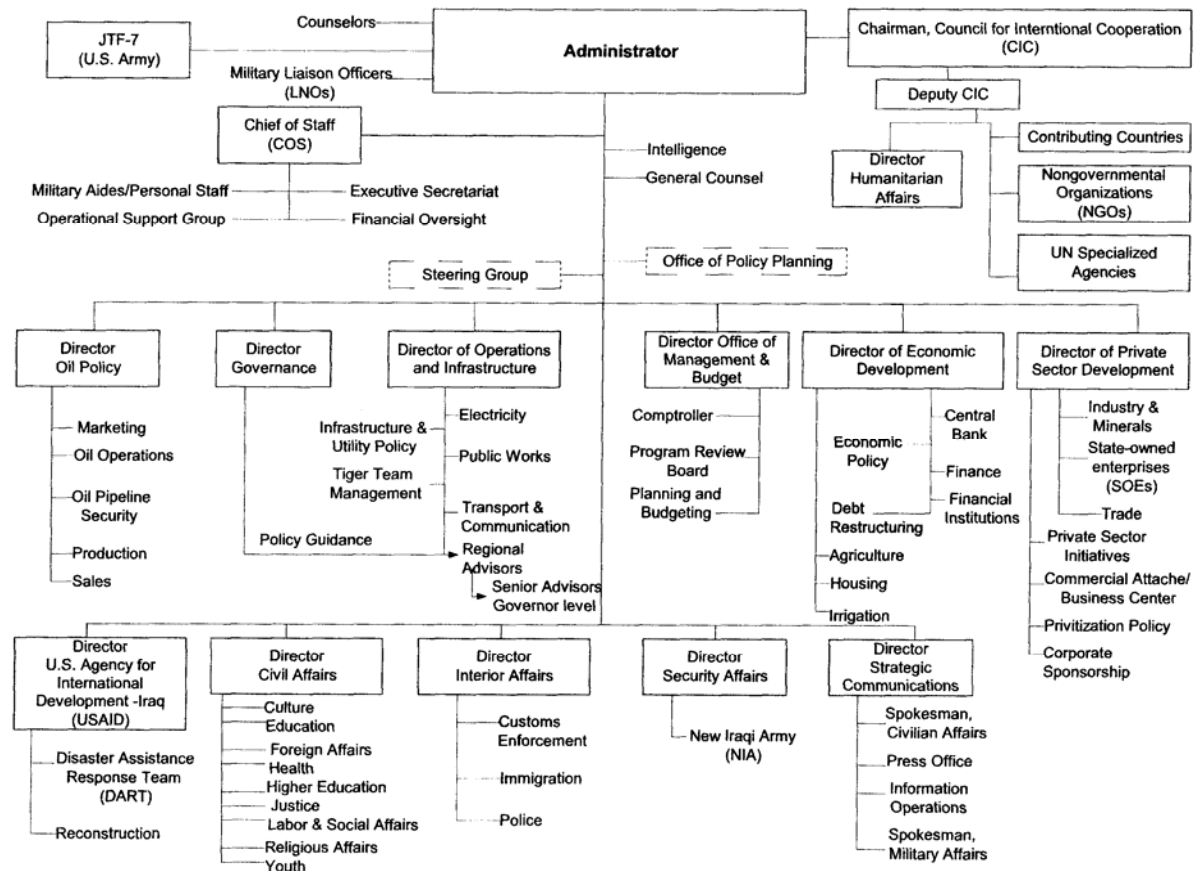 Counselors
JTF-7
(U.S. Army)
Military Liaison Officers
(LNOs)
Administrator
Chairman, Council for Interntional Cooperation
(CIC)
Deputy CIC
Chief of Staff
(COS)
Intelligence
General Counsel
Director
Humanitarian
Affairs
Contributing Countries
Nongovernmental
Organizations
(NGOs)
UN Specialized
Agencies
Military Aides/Personal Staff
Executive Secretariat
Operational Support Group
Financial Oversight
Steering Group
Office of Policy Planning
Director
Oil Policy
Marketing
Oil Operations
Oil Pipeline
Security
Production
Sales
Director
Governance
Policy Guidance
Director of Operations
and Infrastructure
Infrastructure &
Utility Policy
Tiger Team
Management
Electricity
Public Works
Transport &
Communication
Regional
Advisors
Senior Advisors
Governor level
Director Office of
Management &
Budget
Comptroller
Program Review
Board
Planning and
Budgeting
Director of Economic
Development
Economic
Policy
Debt
Restructuring
Agriculture
Housing
Irrigation
Central
Bank
Finance
Financial
Institutions
Director of Private
Sector Development
Industry &
Minerals
State-owned
enterprises
(SOEs)
Trade
Private Sector
Initiatives
Commercial Attache/
Business Center
Privitization Policy
Corporate
Sponsorship
Director
U.S. Agency for
International
Development -Iraq
(USAID)
Disaster Assistance
Response Team
(DART)
Reconstruction
Director
Civil Affairs
Culture
Education
Foreign Affairs
Health
Higher Education
Justice
Labor & Social Affairs
Religious Affairs
Youth
Director
Interior Affairs
Customs
Enforcement
Immigration
Police
Director
Security Affairs
New Iraqi Army
(NIA)
Director
Strategic
Communications
Spokesman,
Civilian Affairs
Press Office
Information
Operations
Spokesman,
Military Affairs